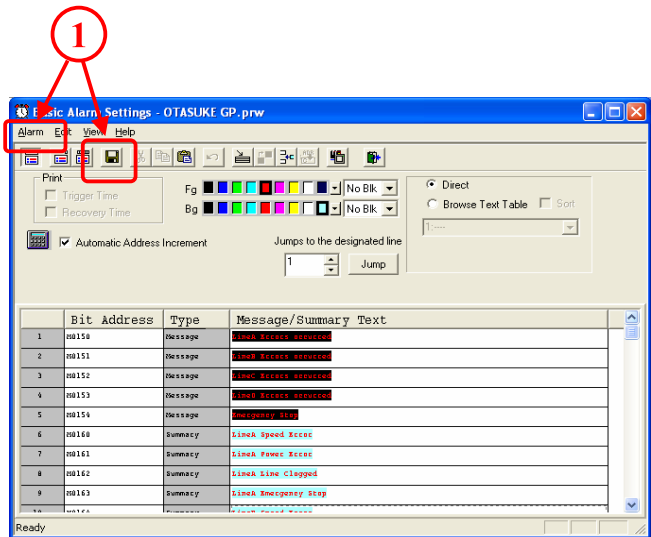 1
Basic Alarm Settings - OTASUKE GP.prw
Alarm Edit View Help
Print
Trigger Time
Recovery Time
Fg No Blk
Bg No Blk
Direct
Browse Text Table Sort
1:----
Automatic Address Increment
Jumps to the designated line
1 Jump
Bit Address Type Message/Summary Text
1 M0150 Message LineA Errors occurred
2 M0151 Message LineB Errors occurred
3 M0152 Message LineC Errors occurred
4 M0153 Message Errors occurred
5 M0154 Message Emergency Stop
6 M0160 Summary LineA Speed Error
7 M0161 Summary LineA Power Error
8 M0162 Summary LineA Line Clogged
9 M0163 Summary LineA Emergency Stop
Ready